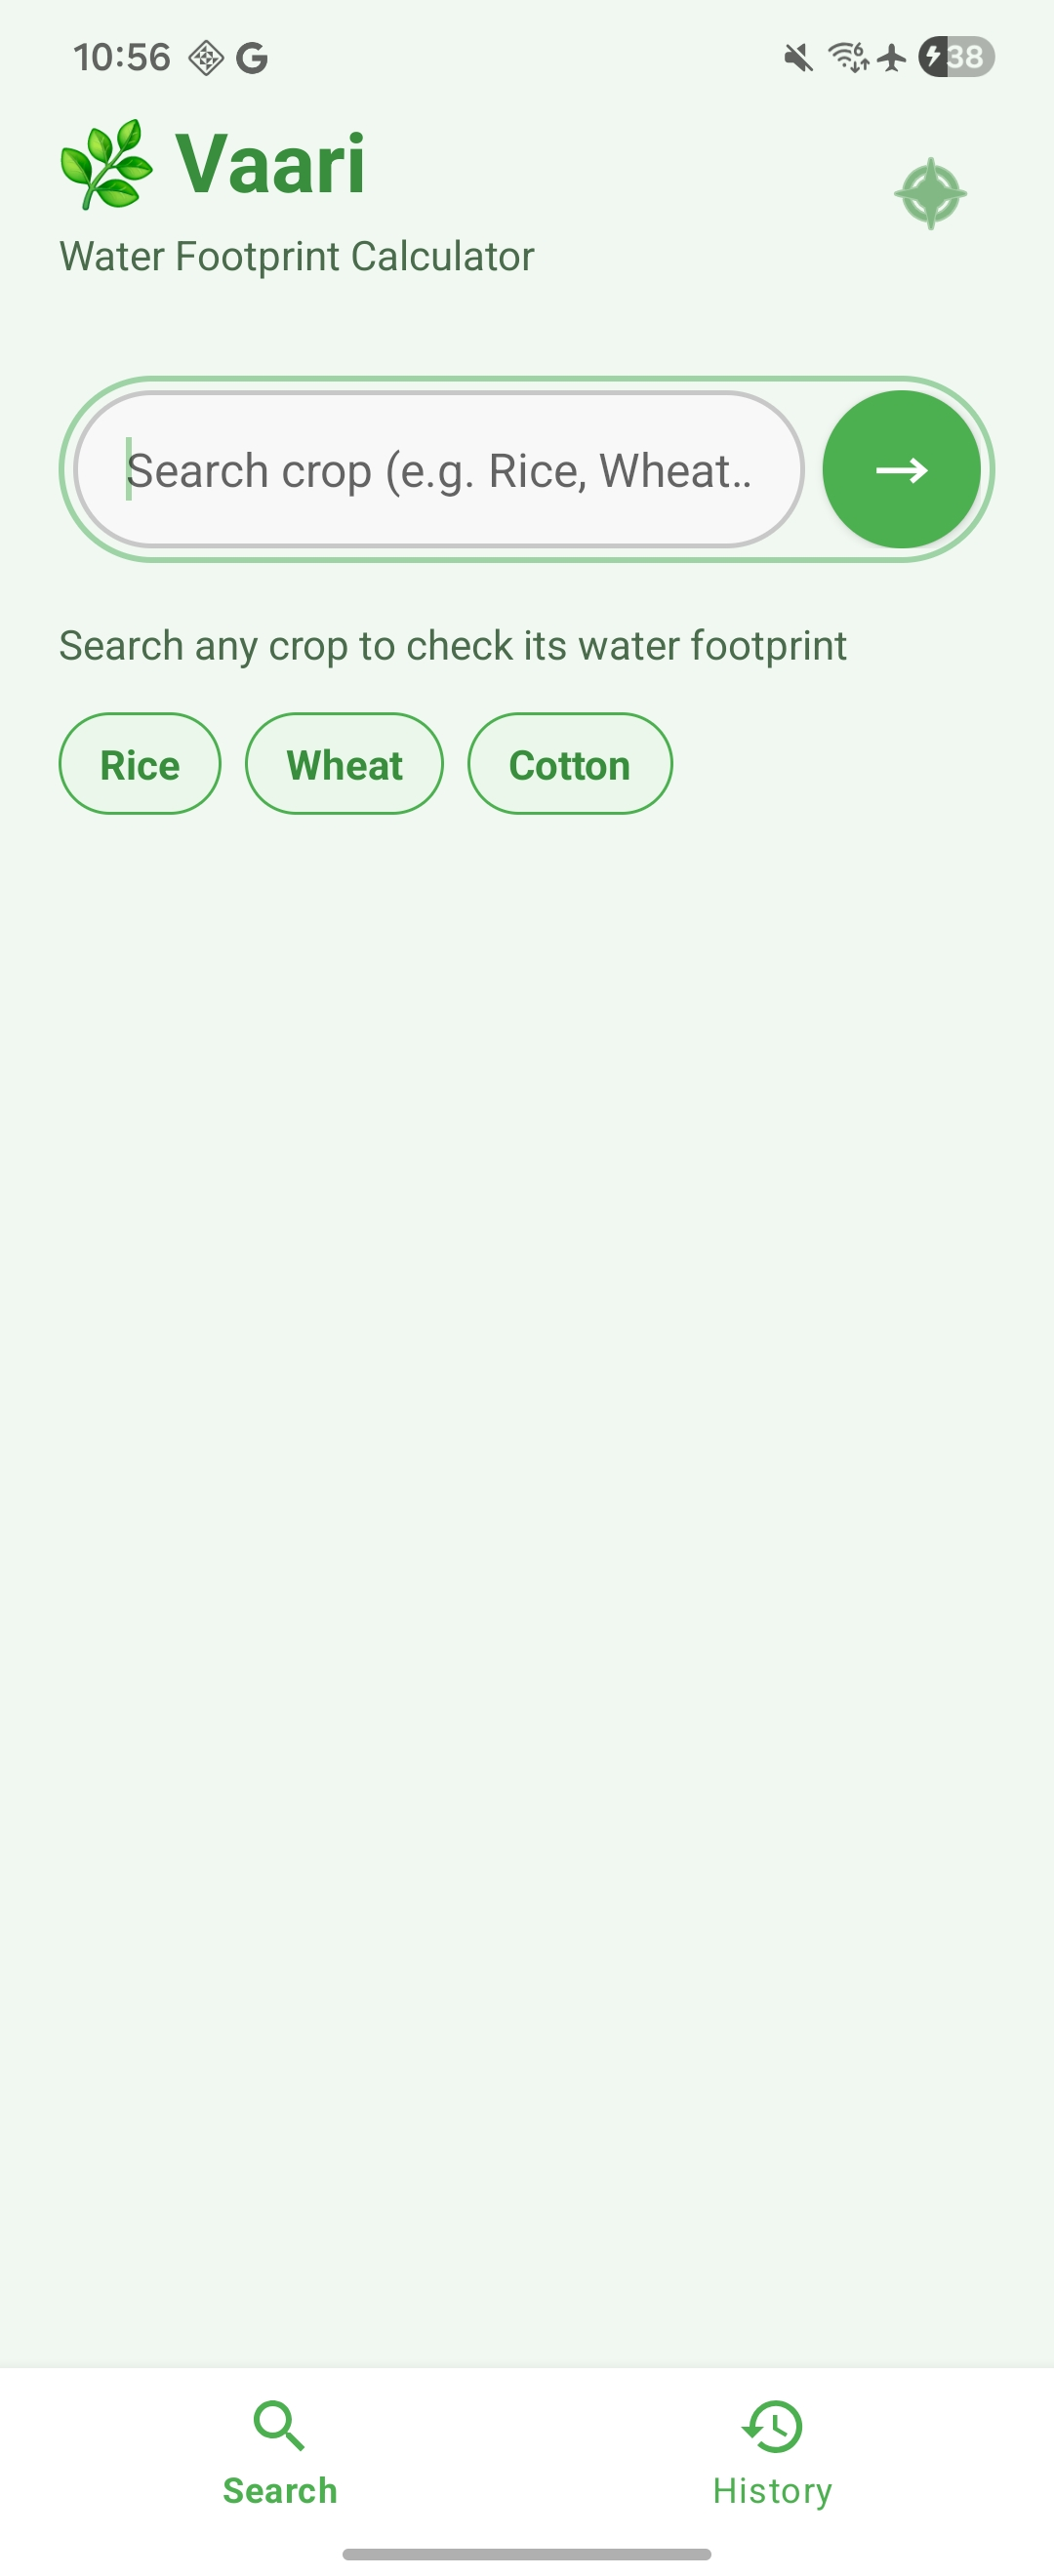 10:56
38
Vaari
Water Footprint Calculator
Search crop (e.g. Rice, Wheat..
Search any crop to check its water footprint
Rice Wheat Cotton
Search History